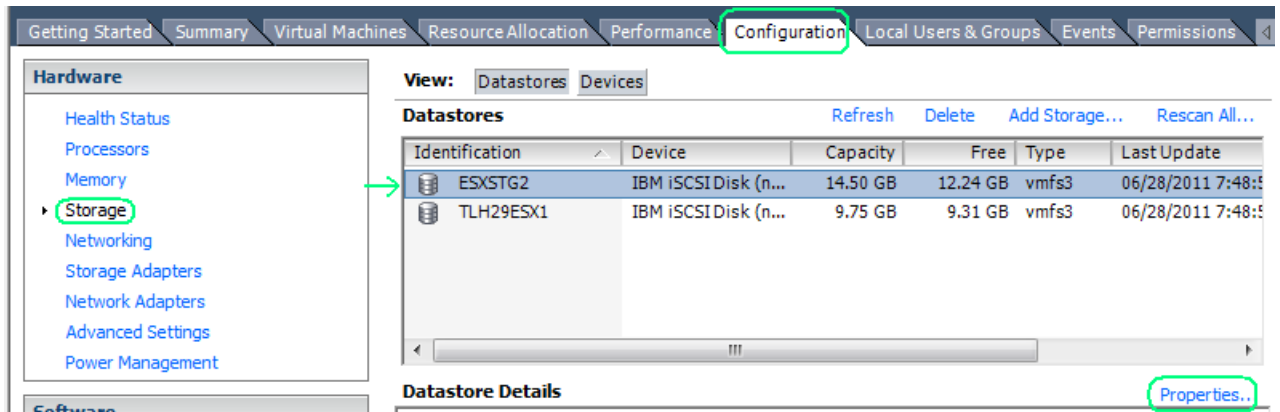 Getting Started Summary Virtual Machines Resource Allocation Performance Configuration Local Users & Groups Events Permissions
Hardware
Health Status
Processors
Memory
Storage
Networking
Storage Adapters
Network Adapters
Advanced Settings
Power Management
Software
View: Datastores Devices
Datastores Refresh Delete Add Storage... Rescan All...
Identification Device Capacity Free Type Last Update
ESXSTG2 IBM iSCSI Disk (n... 14.50 GB 12.24 GB vmfs3 06/28/2011 7:48:5
TLH29ESX1 IBM iSCSI Disk (n... 9.75 GB 9.31 GB vmfs3 06/28/2011 7:48:5
Datastore Details Properties..